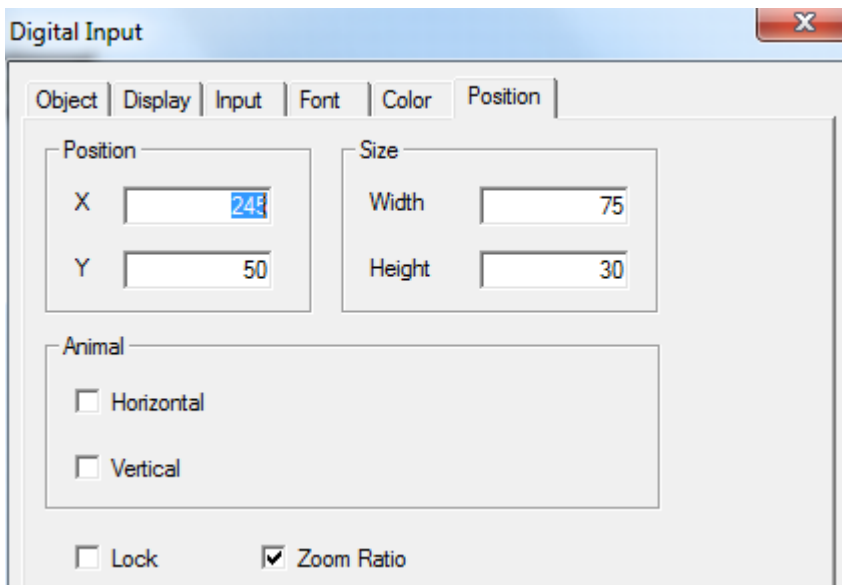 Digital Input
Object Display Input Font Color Position
Position
X 245
Y 50
Size
Width 75
Height 30
Animal
Horizontal
Vertical
Lock Zoom Ratio